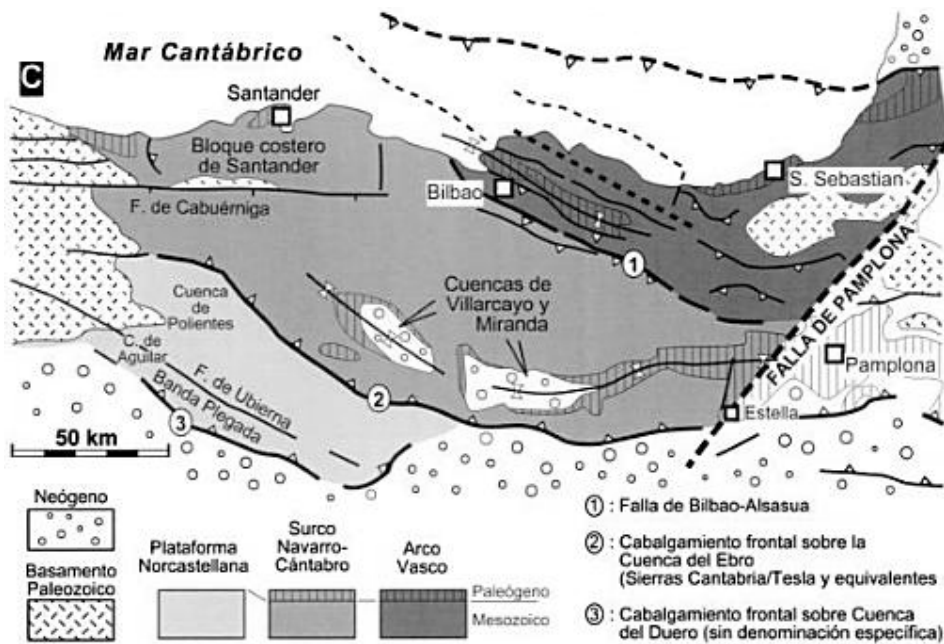 Mar Cantábrico
C
Santander
Bloque costero
de Santander
F. de Cabuérniga
Bilbao
S. Sebastian
1
FALLA DE PAMPLONA
Cuencas de
Villarcayo y
Miranda
Cuenca
de
Polientes
C. de
Aguilar
F. de Ubierna
Banda Plegada
2
3
Pamplona
Estella
50 km
Neógeno
Basamento
Paleozoico
Plataforma
Norcastellana
Surco
Navarro-
Cántabro
Arco
Vasco
Paleógeno
Mesozoico
1 : Falla de Bilbao-Alsasua
2 : Cabalgamiento frontal sobre la
Cuenca del Ebro
(Sierras Cantabria/Tesla y equivalentes
3 : Cabalgamiento frontal sobre Cuenca
del Duero (sin denominación específica)